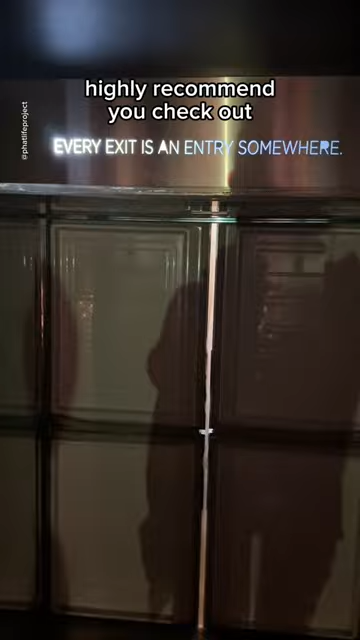 highly recommend
you check out
@phatlifeproject
EVERY EXIT IS AN ENTRY SOMEWHERE.